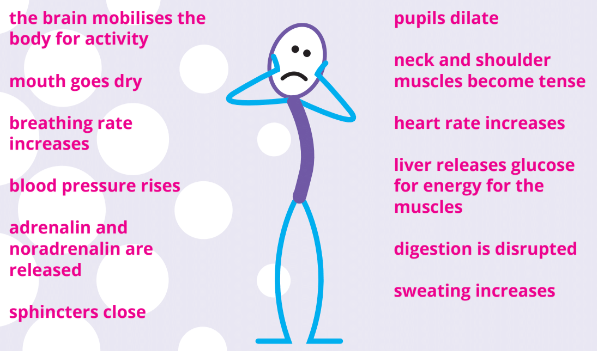 the brain mobilises the
body for activity
mouth goes dry
breathing rate
increases
blood pressure rises
adrenalin and
noradrenalin are
released
sphincters close
pupils dilate
neck and shoulder
muscles become tense
heart rate increases
liver releases glucose
for energy for the
muscles
digestion is disrupted
sweating increases